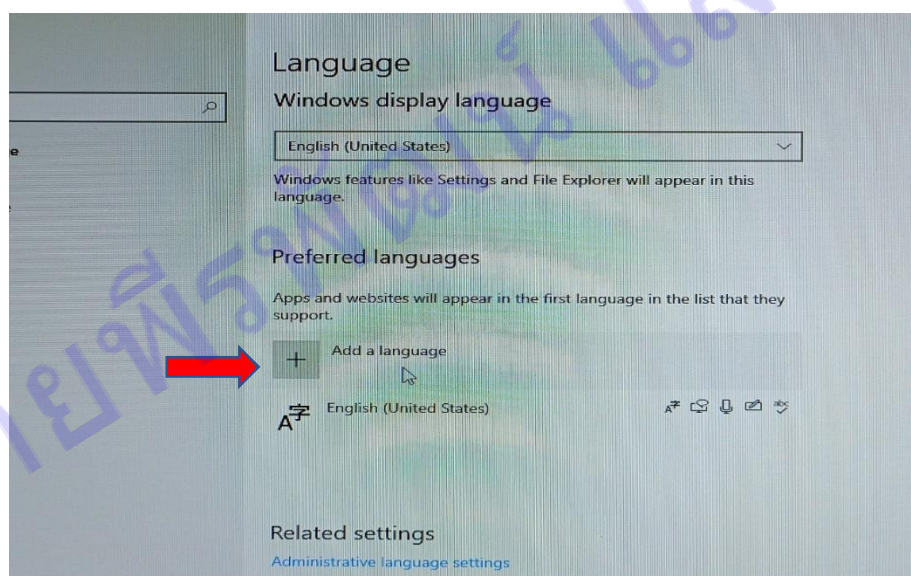 Language
Windows display language
English (United States)
e
Windows features like Settings and File Explorer will appear in this
language.
Preferred languages
Apps and websites will appear in the first language in the list that they
support.
Add a language
English (United States)
Related settings
Administrative language settings